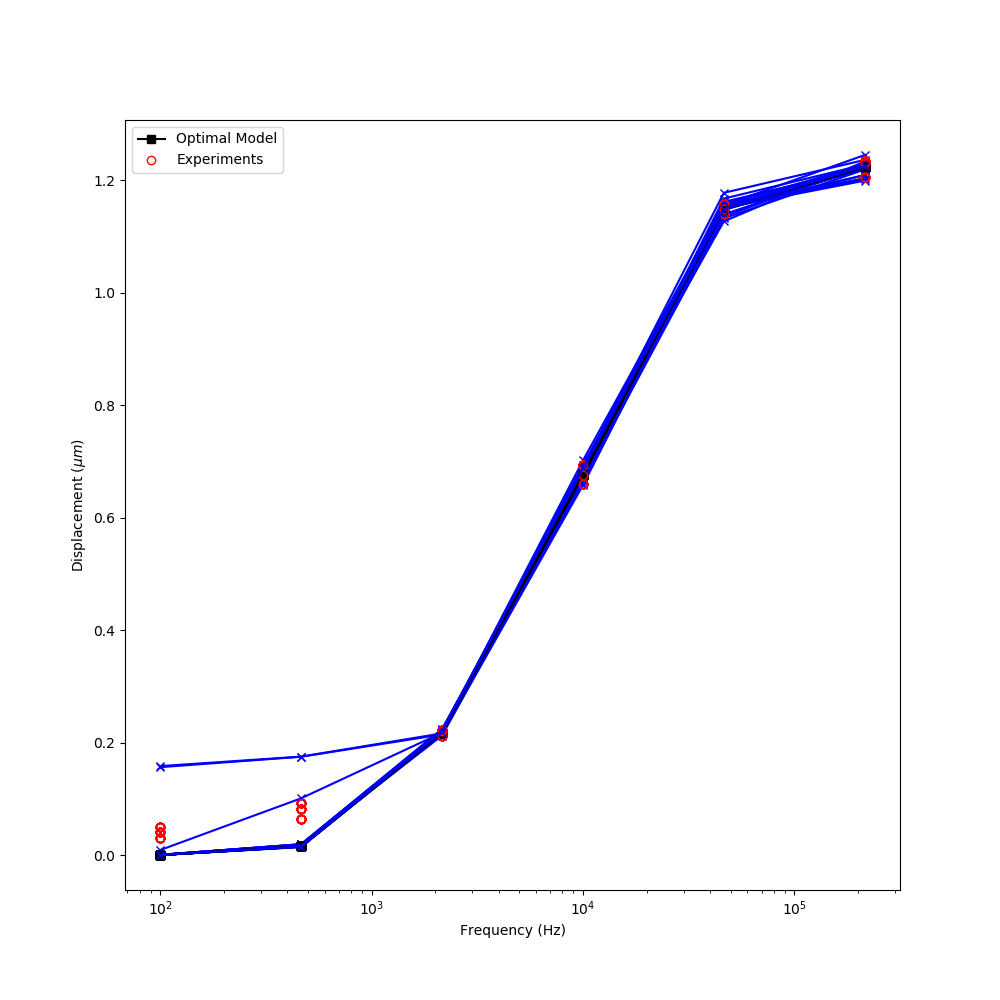 Optimal Model
Experiments
1.2
1.0
0.8
0.6
0.4
0.2
0.0
Displacement (μm)
10²
10³
10⁴
10⁵
Frequency (Hz)